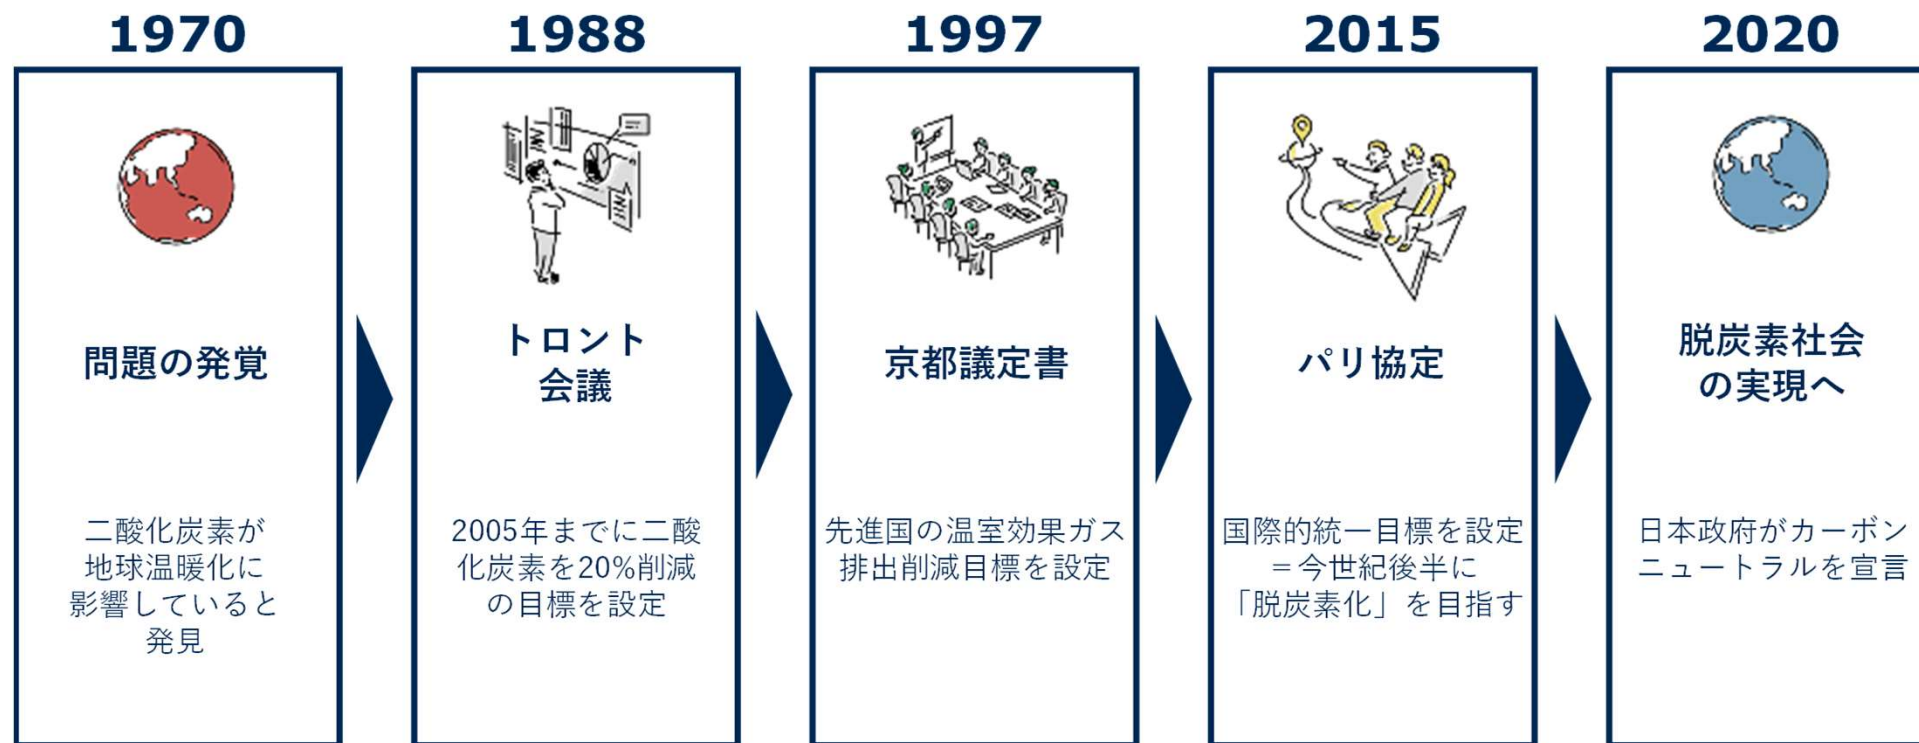 1970
問題の発覚
二酸化炭素が
地球温暖化に
影響していると
発見
1988
トロント
会議
2005年までに二酸
化炭素を20%削減
の目標を設定
1997
京都議定書
先進国の温室効果ガス
排出削減目標を設定
2015
パリ協定
国際的統一目標を設定
＝今世紀後半に
「脱炭素化」を目指す
2020
脱炭素社会
の実現へ
日本政府がカーボン
ニュートラルを宣言